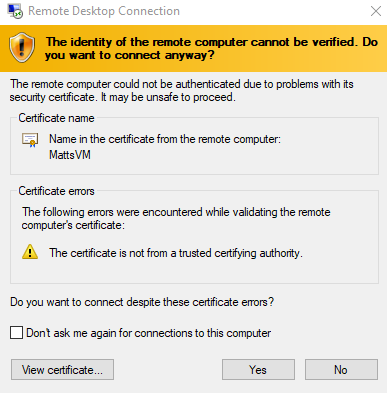 Remote Desktop Connection
The identity of the remote computer cannot be verified. Do
you want to connect anyway?
The remote computer could not be authenticated due to problems with its
security certificate. It may be unsafe to proceed.
Certificate name
Name in the certificate from the remote computer:
MattsVM
Certificate errors
The following errors were encountered while validating the remote
computer's certificate:
The certificate is not from a trusted certifying authority.
Do you want to connect despite these certificate errors?
Don't ask me again for connections to this computer
View certificate...
Yes
No